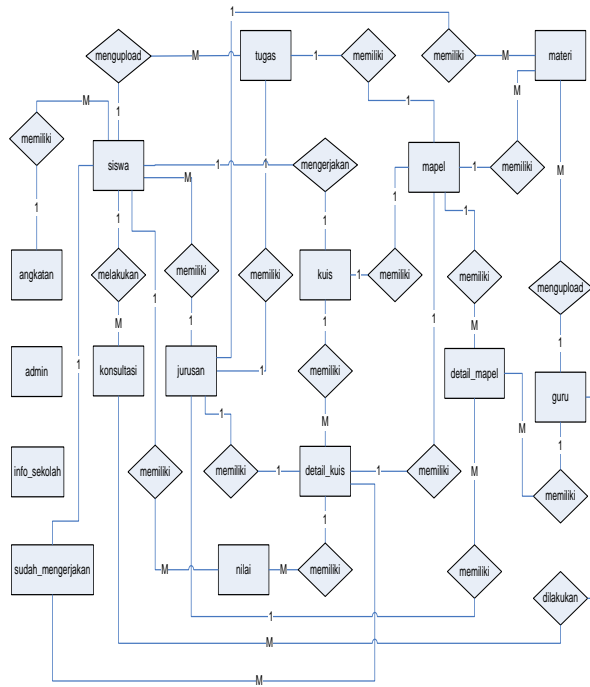 1
mengupload
M
tugas
1
memiliki
memiliki
M
materi
M
1
1
M
memiliki
siswa
1
1
mengerjakan
mapel
1
memiliki
M
M
1
1
1
angkatan
melakukan
memiliki
memiliki
kuis
1
memiliki
memiliki
mengupload
M
1
1
1
1
M
1
admin
1
konsultasi
jurusan
1
memiliki
detail_mapel
guru
1
M
M
1
info_sekolah
memiliki
memiliki
1
detail_kuis
1
memiliki
M
memiliki
1
sudah_mengerjakan
M
nilai
M
memiliki
memiliki
dilakukan
1
M
M